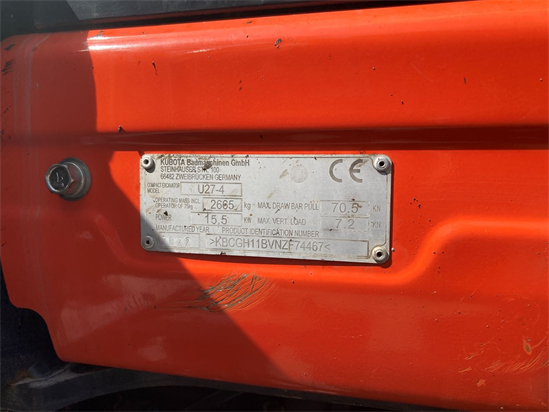 KUBOTA Baumaschinen GmbH
STEINHAUSER STR. 100
66482 ZWEIBRÜCKEN GERMANY
COMPACT EXCAVATOR
MODEL U27-4
OPERATING MASS INCL.
OPERATOR OF 75kg 2665 kg MAX. DRAW BAR PULL 70.5 KN
POWER 15.5 KW MAX. VERT. LOAD 7.2 KN
MANUFACTURED YEAR PRODUCT IDENTIFICATION NUMBER
>KBCGH11BVNZF74467<
CE